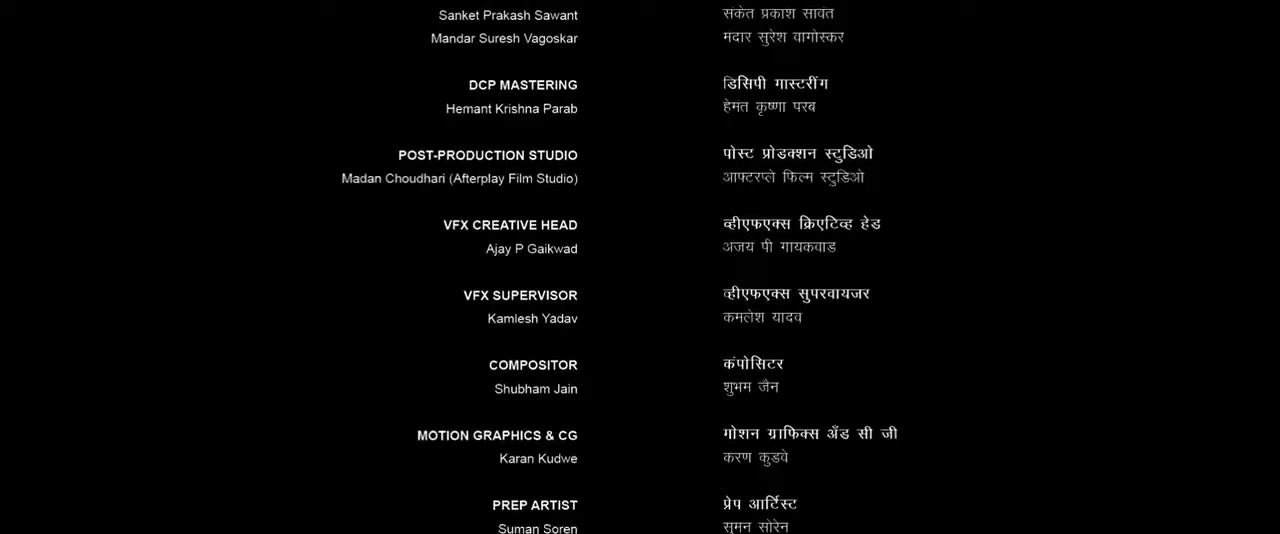 Sanket Prakash Sawant संकेत प्रकाश सावंत
Mandar Suresh Vagoskar मदार सुरेश वागोस्कर
DCP MASTERING डिसिपी मास्टरींग
Hemant Krishna Parab हेमंत कृष्णा परब
POST-PRODUCTION STUDIO पोस्ट प्रोडक्शन स्टुडिओ
Madan Choudhari (Afterplay Film Studio) आफ्टरप्ले फिल्म स्टुडिओ
VFX CREATIVE HEAD व्हीएफएक्स क्रिएटिव्ह हेड
Ajay P Gaikwad अजय पी गायकवाड
VFX SUPERVISOR व्हीएफएक्स सुपरवायजर
Kamlesh Yadav कमलेश यादव
COMPOSITOR कंपोसिटर
Shubham Jain शुभम जैन
MOTION GRAPHICS & CG मोशन ग्राफिक्स अँड सी जी
Karan Kudwe करण कुडवे
PREP ARTIST प्रेप आर्टिस्ट
Suman Soren सुमन सोरेन